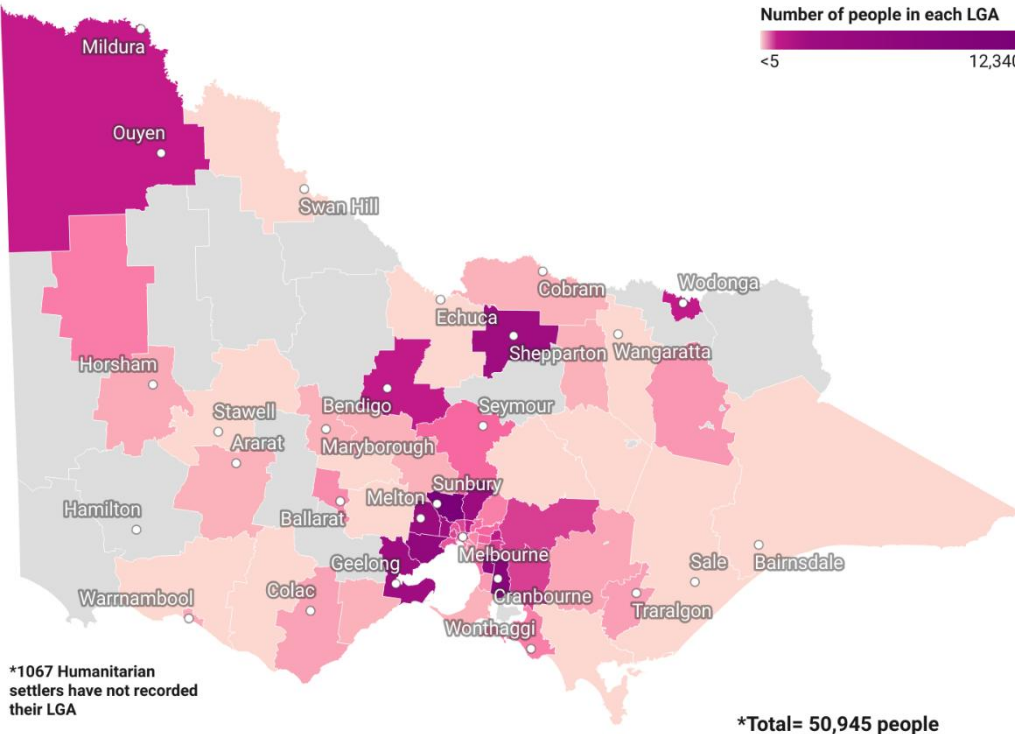 Number of people in each LGA
<5
12,340
Mildura
Ouyen
Swan Hill
Cobram
Wodonga
Echuca
Shepparton
Wangaratta
Horsham
Bendigo
Seymour
Stawell
Ararat
Maryborough
Melton
Sunbury
Hamilton
Ballarat
Geelong
Melbourne
Sale
Bairnsdale
Warrnambool
Colac
Cranbourne
Traralgon
Wonthaggi
*1067 Humanitarian
settlers have not recorded
their LGA
*Total= 50,945 people